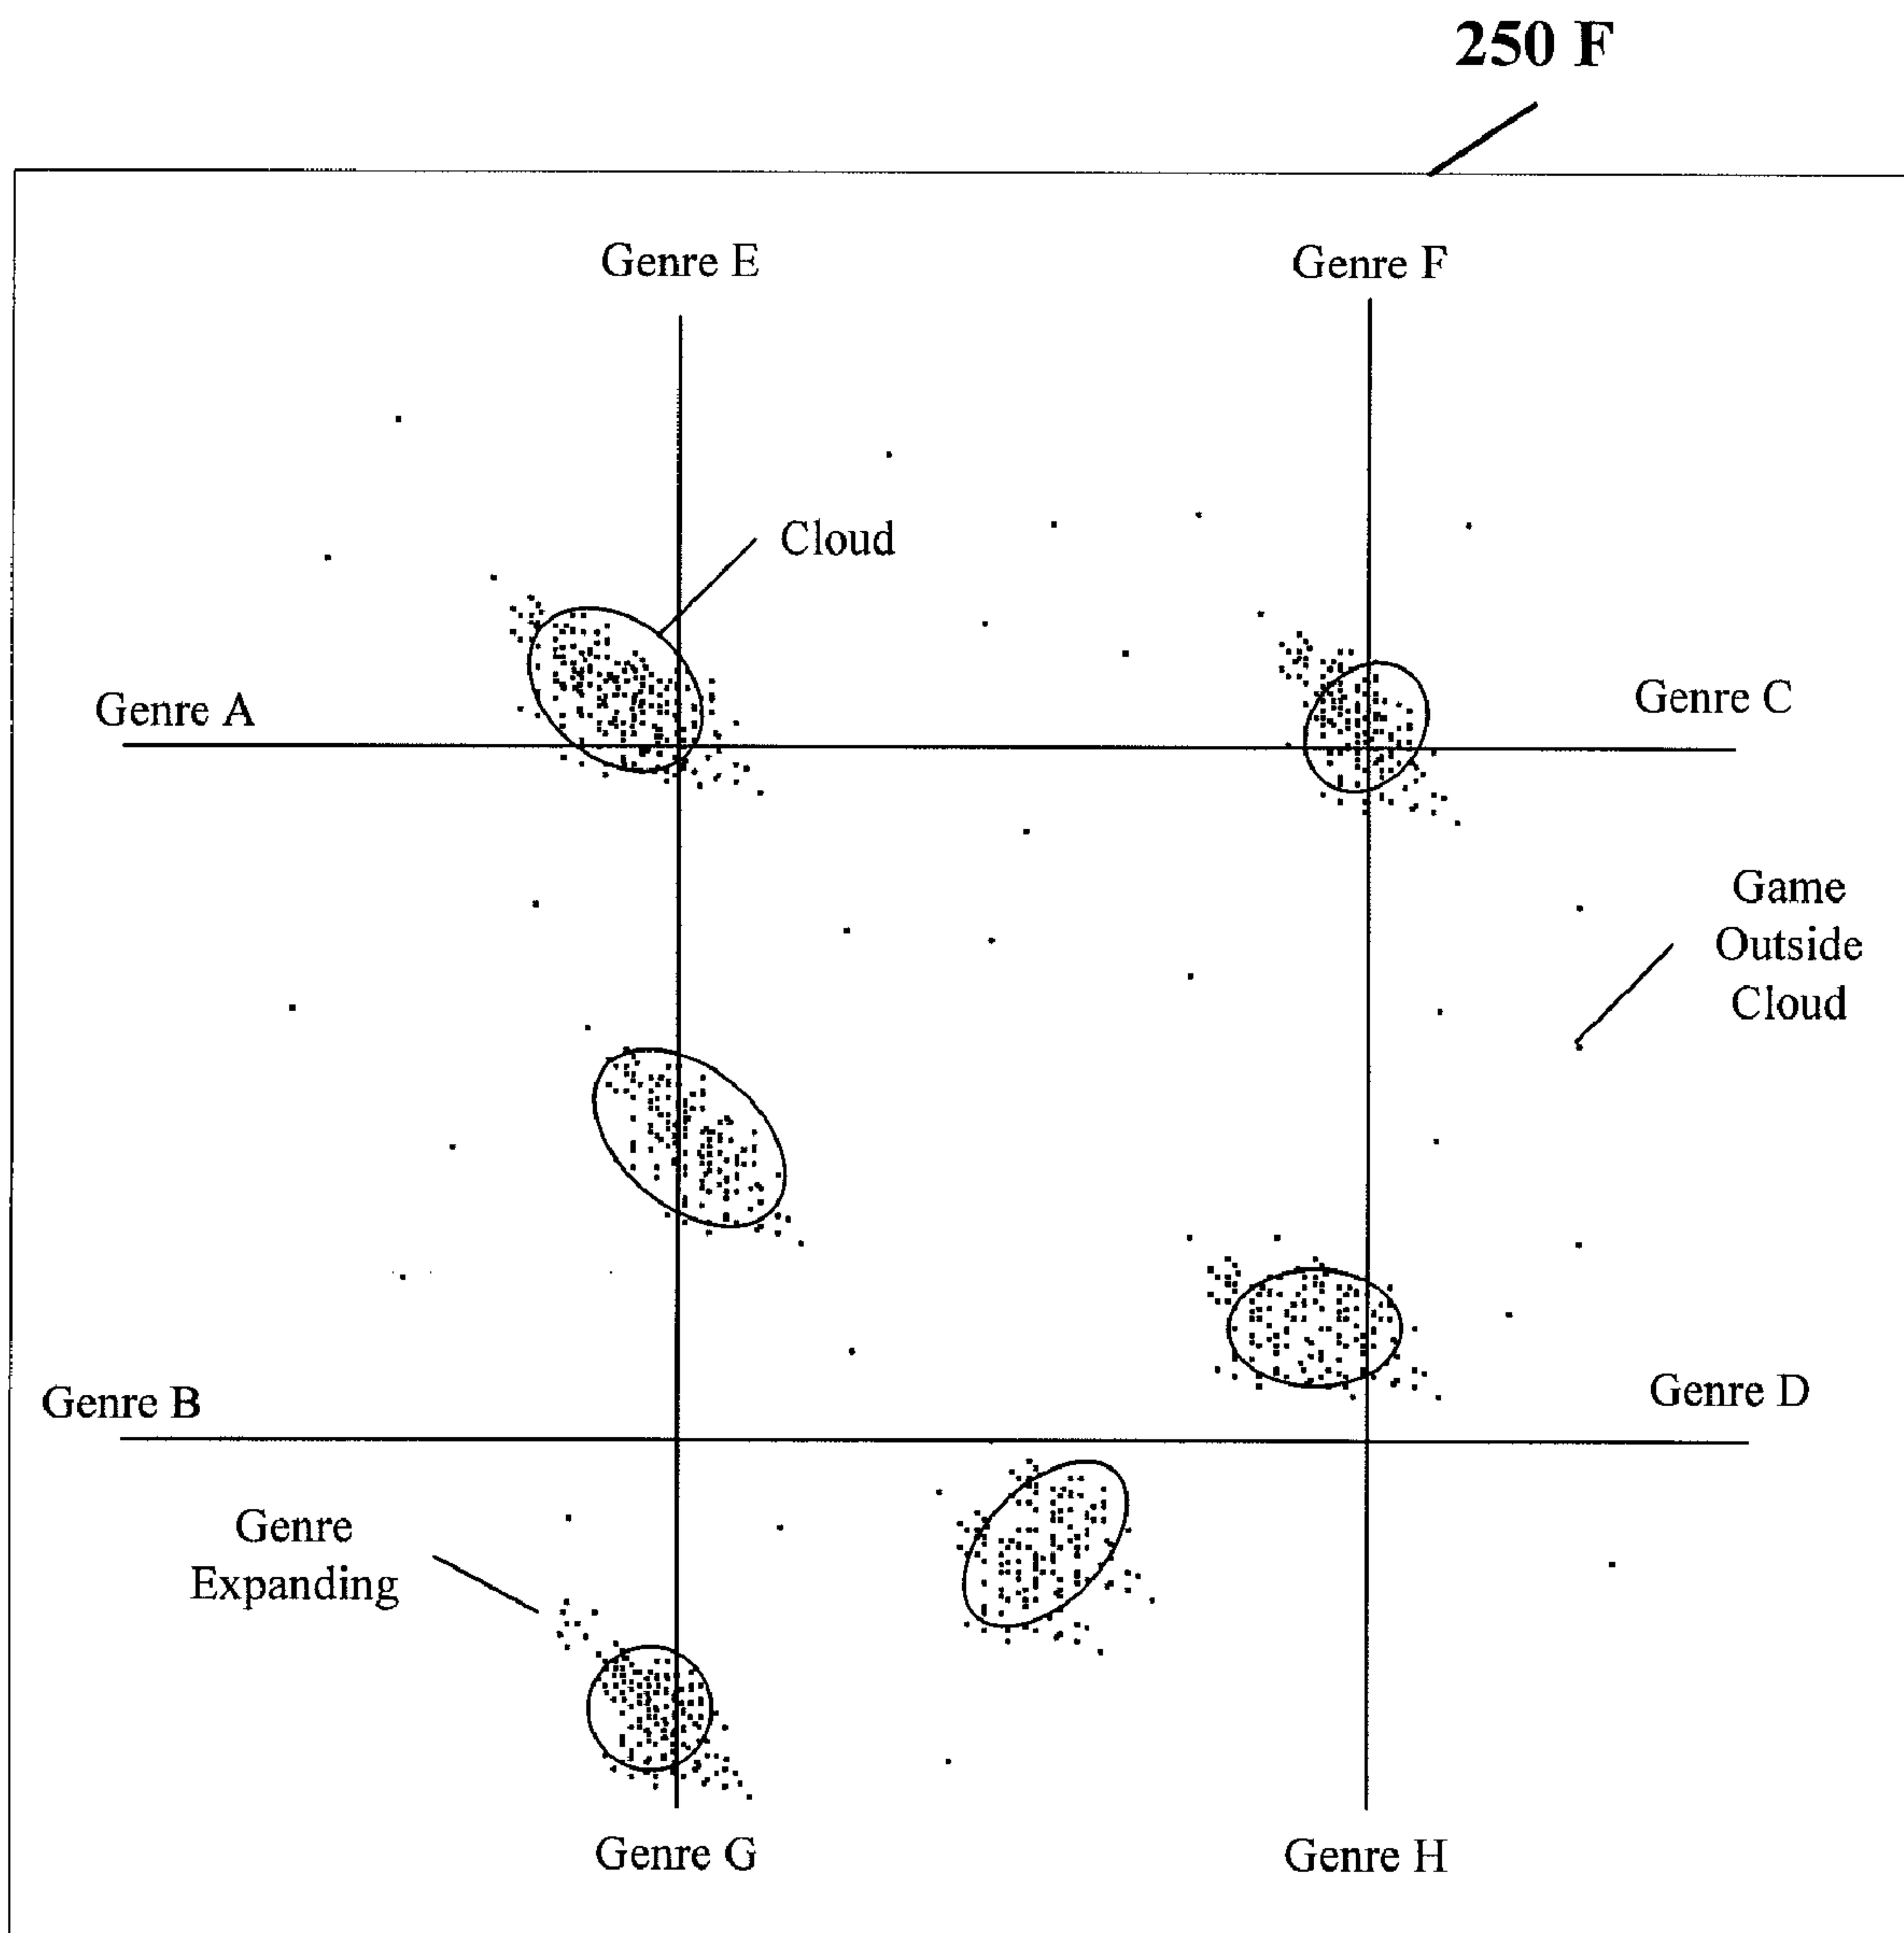 250 F
Genre E
Genre F
Cloud
Genre A
Genre C
Game
Outside
Cloud
Genre B
Genre D
Genre
Expanding
Genre G
Genre H